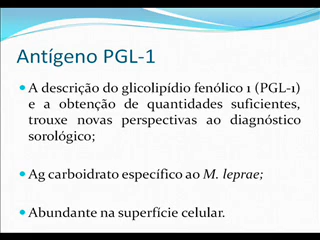 Antígeno PGL-1
A descrição do glicolipídio fenólico 1 (PGL-1)
e a obtenção de quantidades suficientes,
trouxe novas perspectivas ao diagnóstico
sorológico;
Ag carboidrato específico ao M. leprae;
Abundante na superfície celular.